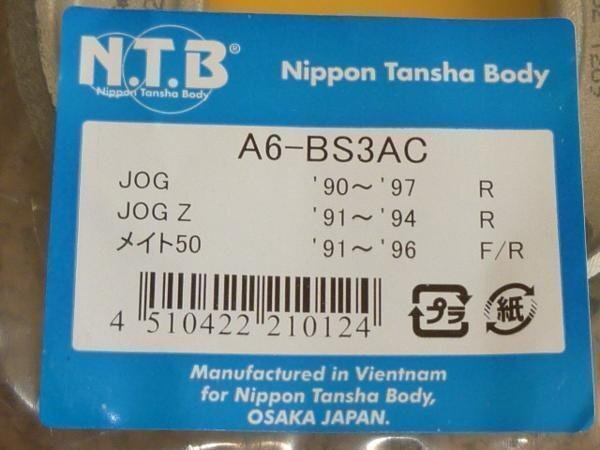 N.T.B®
Nippon Tansha Body
Nippon Tansha Body
A6-BS3AC
JOG '90～'97 R
JOG Z '91～'94 R
メイト50 '91～'96 F/R
4 510422 210124
プラ
紙
Manufactured in Vientnam
for Nippon Tansha Body,
OSAKA JAPAN.